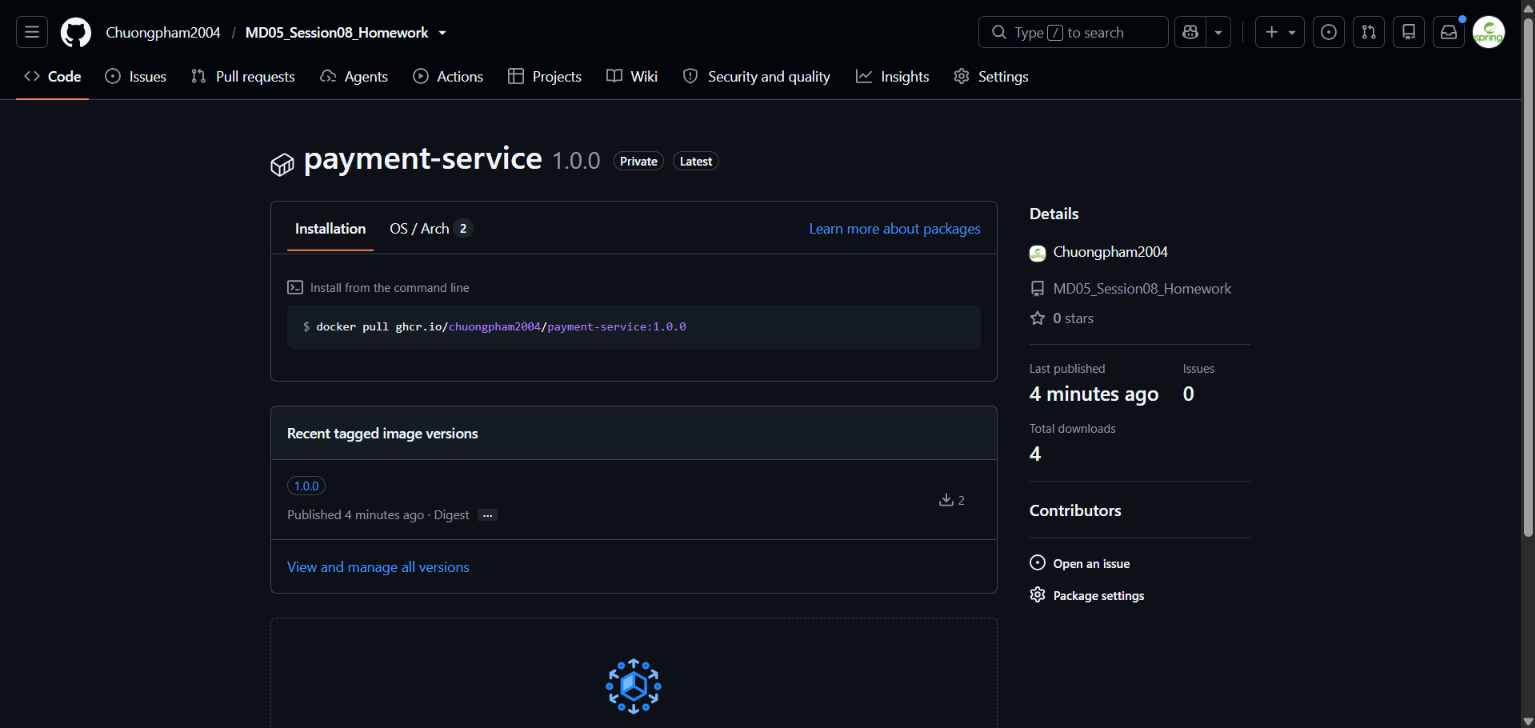 Chuongpham2004 / MD05_Session08_Homework
Type / to search
Code
Issues
Pull requests
Agents
Actions
Projects
Wiki
Security and quality
Insights
Settings
payment-service 1.0.0 Private Latest
Installation
OS / Arch 2
Learn more about packages
Install from the command line
$ docker pull ghcr.io/chuongpham2004/payment-service:1.0.0
Recent tagged image versions
1.0.0
Published 4 minutes ago · Digest ...
2
View and manage all versions
Details
Chuongpham2004
MD05_Session08_Homework
0 stars
Last published
4 minutes ago
Issues
0
Total downloads
4
Contributors
Open an issue
Package settings
spring